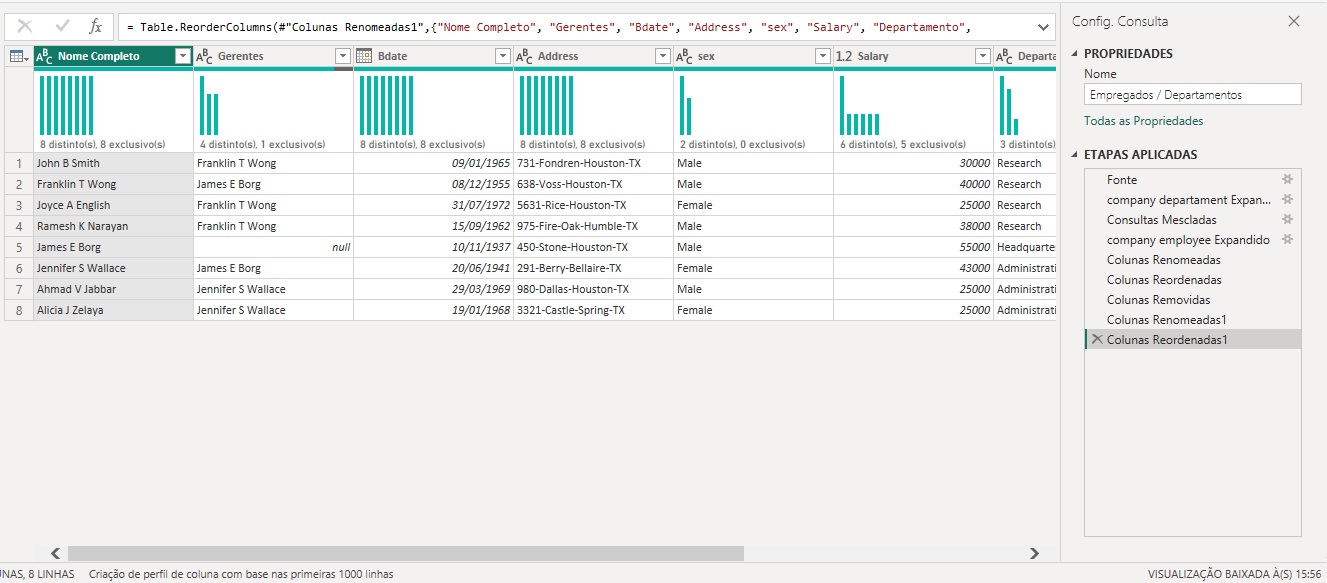 = Table.ReorderColumns(#"Colunas Renomeadas1",{"Nome Completo", "Gerentes", "Bdate", "Address", "sex", "Salary", "Departamento",
Nome Completo Gerentes Bdate Address sex 1.2 Salary Departa
8 distinto(s), 8 exclusivo(s) 4 distinto(s), 1 exclusivo(s) 8 distinto(s), 8 exclusivo(s) 8 distinto(s), 8 exclusivo(s) 2 distinto(s), 0 exclusivo(s) 6 distinto(s), 5 exclusivo(s) 3 distinto(s)
1 John B Smith Franklin T Wong 09/01/1965 731-Fondren-Houston-TX Male 30000 Research
2 Franklin T Wong James E Borg 08/12/1955 638-Voss-Houston-TX Male 40000 Research
3 Joyce A English Franklin T Wong 31/07/1972 5631-Rice-Houston-TX Female 25000 Research
4 Ramesh K Narayan Franklin T Wong 15/09/1962 975-Fire-Oak-Humble-TX Male 38000 Research
5 James E Borg null 10/11/1937 450-Stone-Houston-TX Male 55000 Headquarte
6 Jennifer S Wallace James E Borg 20/06/1941 291-Berry-Bellaire-TX Female 43000 Administrati
7 Ahmad V Jabbar Jennifer S Wallace 29/03/1969 980-Dallas-Houston-TX Male 25000 Administrati
8 Alicia J Zelaya Jennifer S Wallace 19/01/1968 3321-Castle-Spring-TX Female 25000 Administrati
Config. Consulta
PROPRIEDADES
Nome
Empregados / Departamentos
Todas as Propriedades
ETAPAS APLICADAS
Fonte
company departament Expan...
Consultas Mescladas
company employee Expandido
Colunas Renomeadas
Colunas Reordenadas
Colunas Removidas
Colunas Renomeadas1
Colunas Reordenadas1
UNAS, 8 LINHAS Criação de perfil de coluna com base nas primeiras 1000 linhas
VISUALIZAÇÃO BAIXADA À(S) 15:56